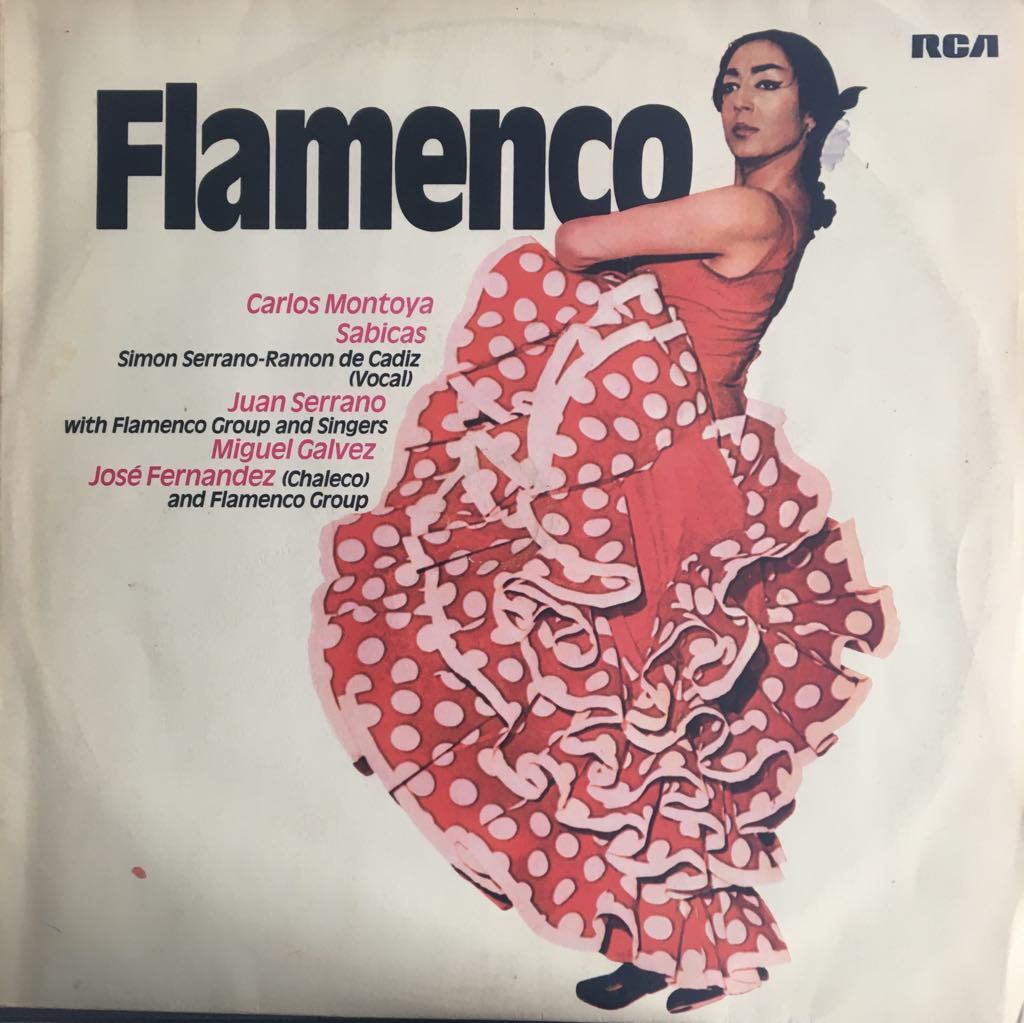 RCA
Flamenco
Carlos Montoya
Sabicas
Simon Serrano-Ramon de Cadiz
(Vocal)
Juan Serrano
with Flamenco Group and Singers
Miguel Galvez
José Fernandez (Chaleco)
and Flamenco Group